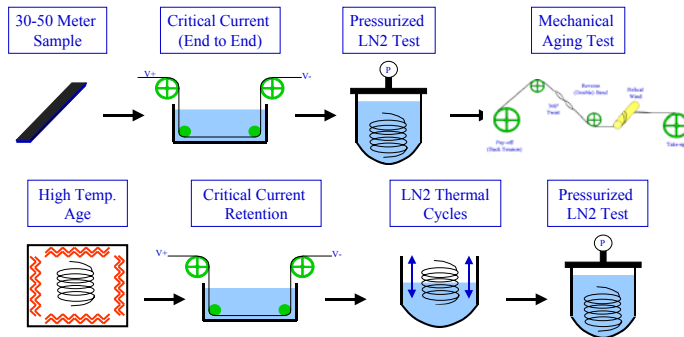 30-50 Meter
Sample
Critical Current
(End to End)
Pressurized
LN2 Test
Mechanical
Aging Test
V+
V-
P
Reverse
(Double) Bend
Helical
Wind
360°
Twist
Pay-off
(Back Tension)
Take-up
High Temp.
Age
Critical Current
Retention
LN2 Thermal
Cycles
Pressurized
LN2 Test
V+
V-
P